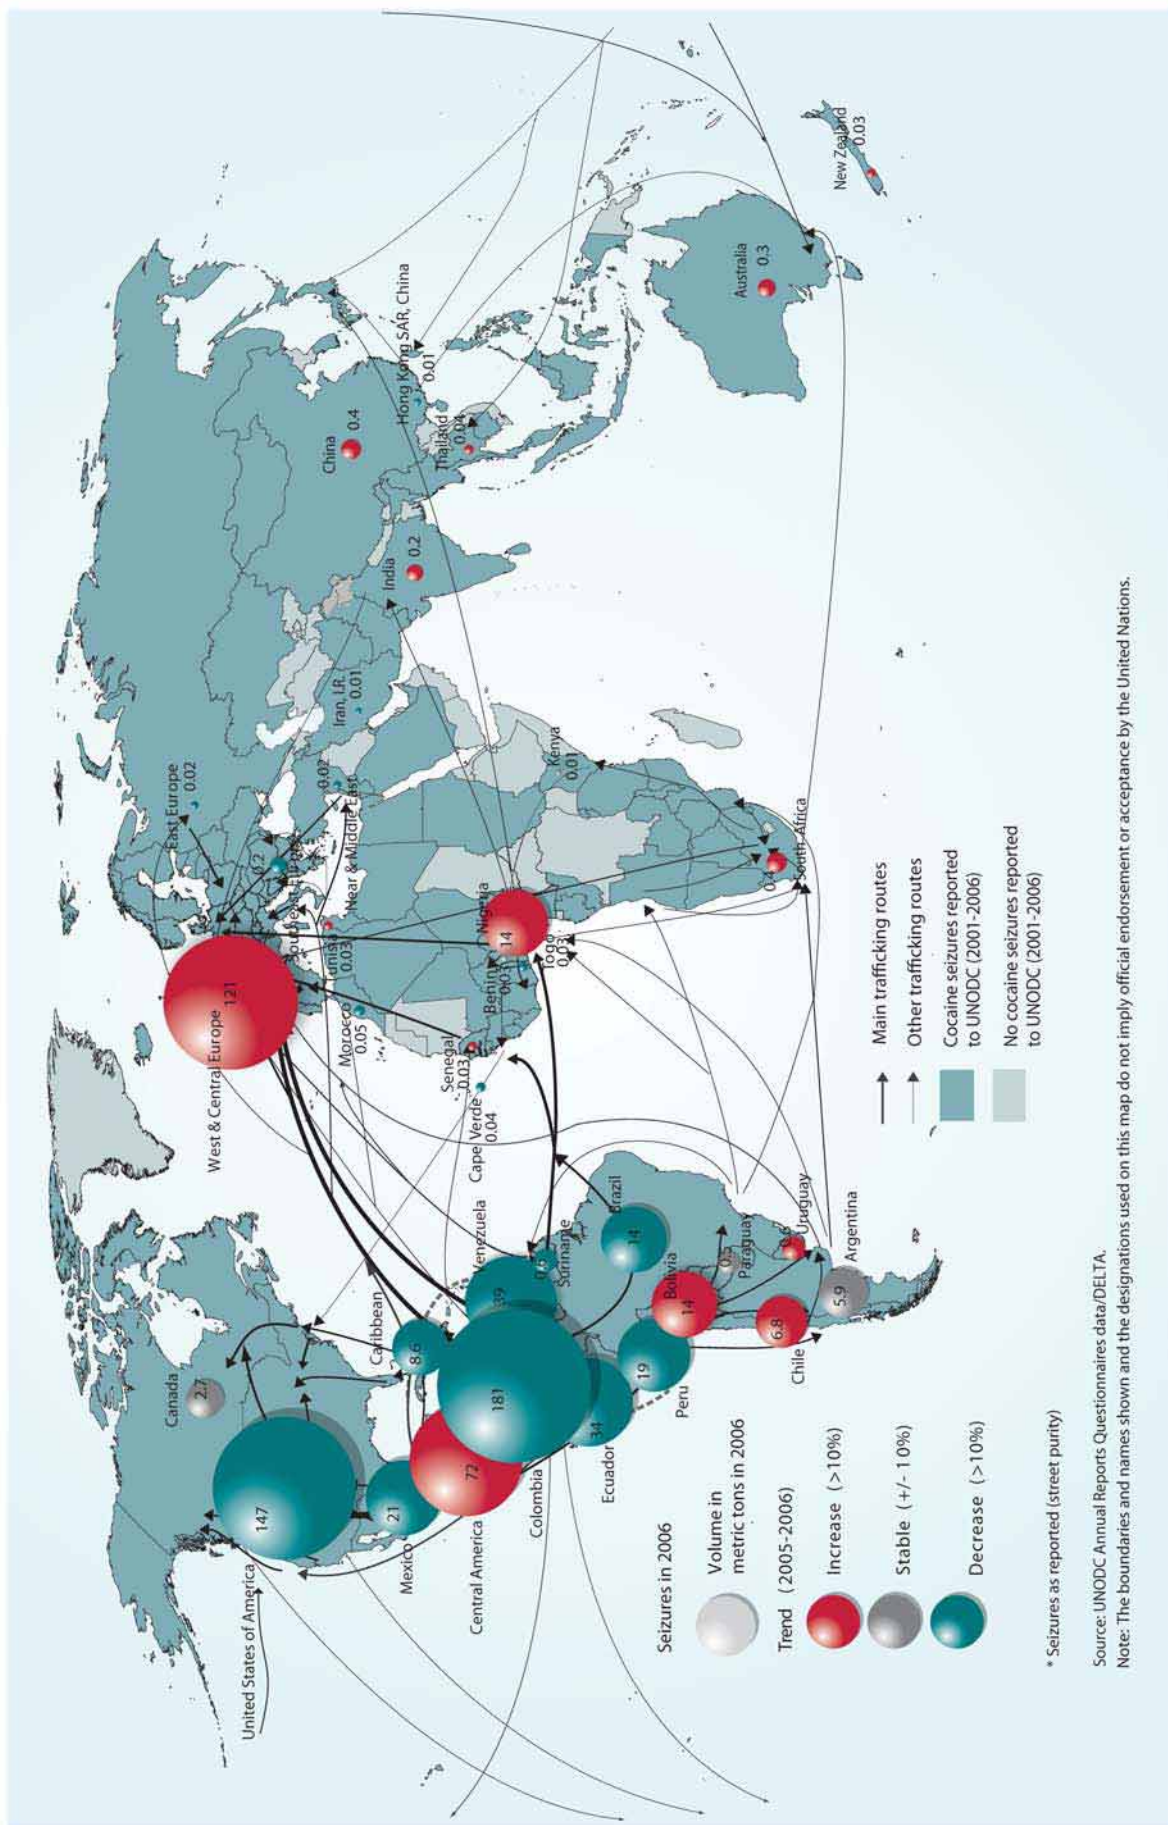 United States of America
147
Canada
2.7
Mexico
21
Central America
72
Caribbean
8.6
Colombia
181
Venezuela
39
Suriname
Ecuador
34
Peru
19
Brazil
14
Bolivia
14
Paraguay
0.5
Chile
6.8
Uruguay
Argentina
5.9
West & Central Europe
121
East Europe
0.02
0.2
Near & Middle East
0.02
Tunisia
0.03
Morocco
0.05
Senegal
0.03
Cape Verde
0.04
Benin
0.03
Togo
0.03
Nigeria
14
Kenya
0.01
South Africa
Iran, I.R.
0.01
India
0.2
China
0.4
Hong Kong SAR, China
0.01
Thailand
0.04
Australia
0.3
New Zealand
0.03
Seizures in 2006
Volume in
metric tons in 2006
Trend (2005-2006)
Increase (>10%)
Stable (+/- 10%)
Decrease (>10%)
Main trafficking routes
Other trafficking routes
Cocaine seizures reported
to UNODC (2001-2006)
No cocaine seizures reported
to UNODC (2001-2006)
* Seizures as reported (street purity)
Source: UNODC Annual Reports Questionnaires data/DELTA.
Note: The boundaries and names shown and the designations used on this map do not imply official endorsement or acceptance by the United Nations.